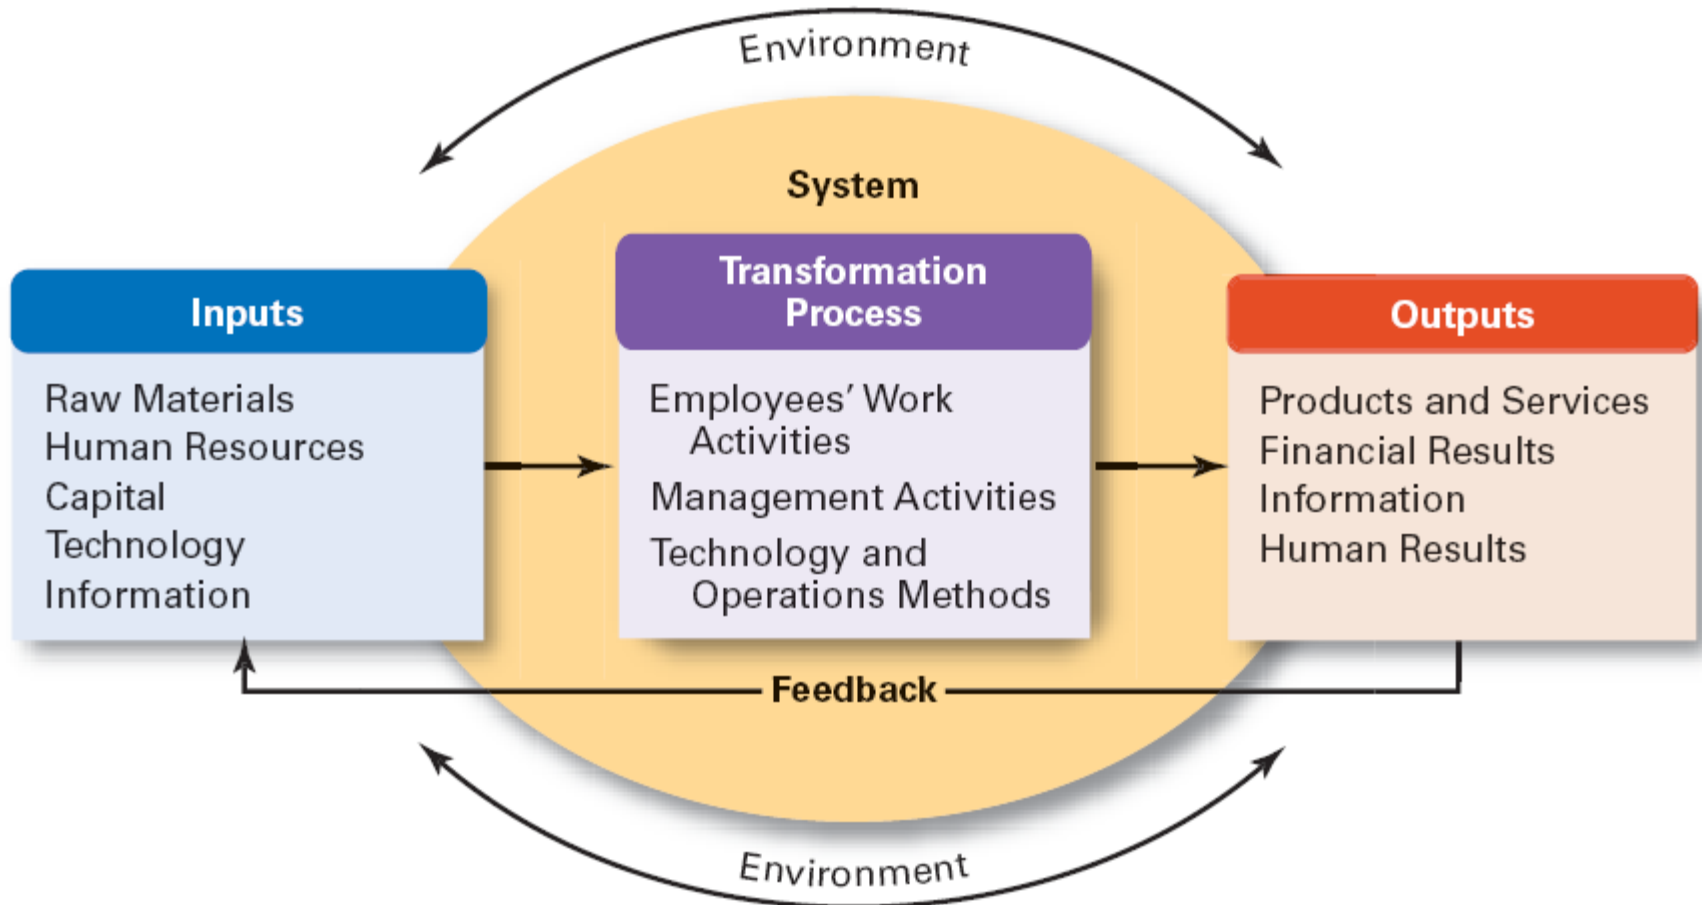 Environment
System
Inputs
Raw Materials
Human Resources
Capital
Technology
Information
Transformation
Process
Employees’ Work
Activities
Management Activities
Technology and
Operations Methods
Outputs
Products and Services
Financial Results
Information
Human Results
Feedback
Environment